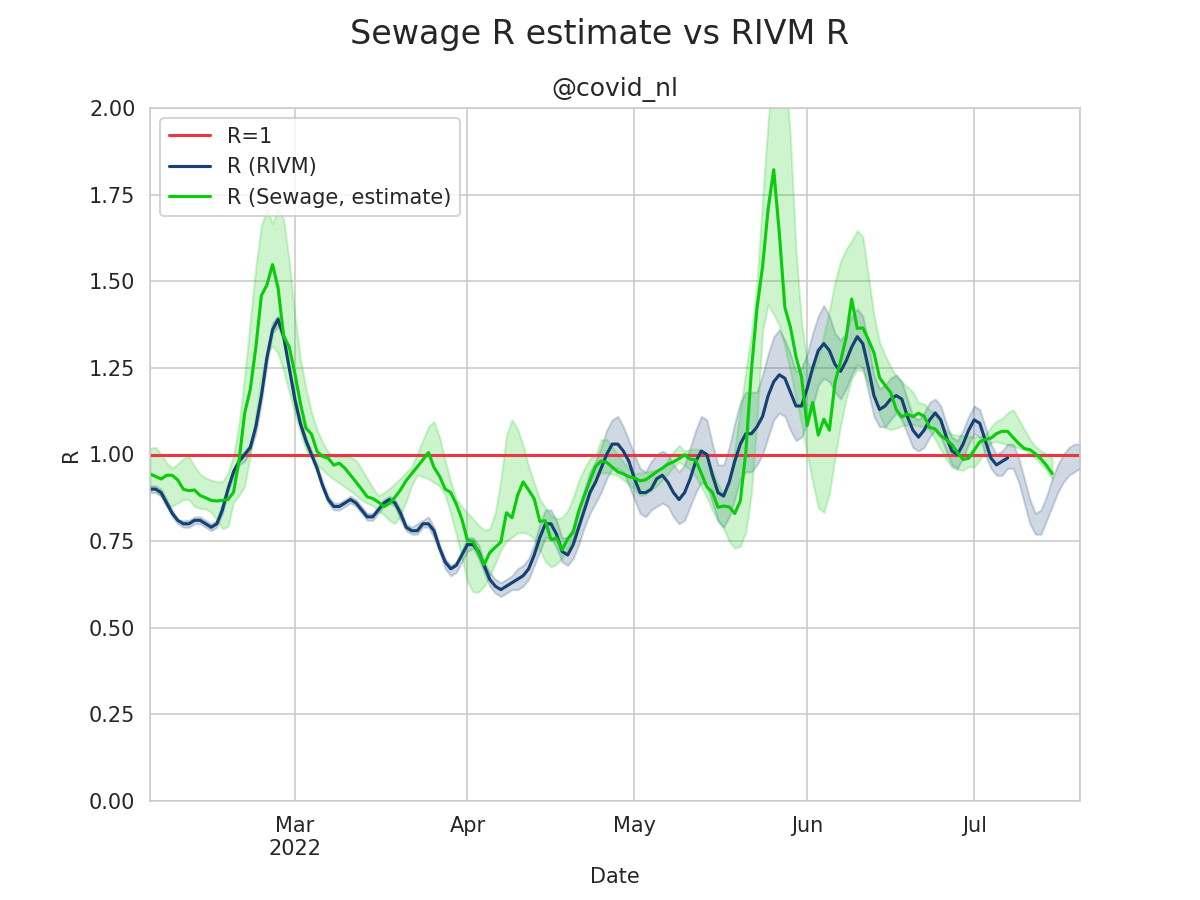 Sewage R estimate vs RIVM R
@covid_nl
R=1
R (RIVM)
R (Sewage, estimate)
2.00
1.75
1.50
1.25
1.00
0.75
0.50
0.25
0.00
R
Mar
2022
Apr
May
Jun
Jul
Date